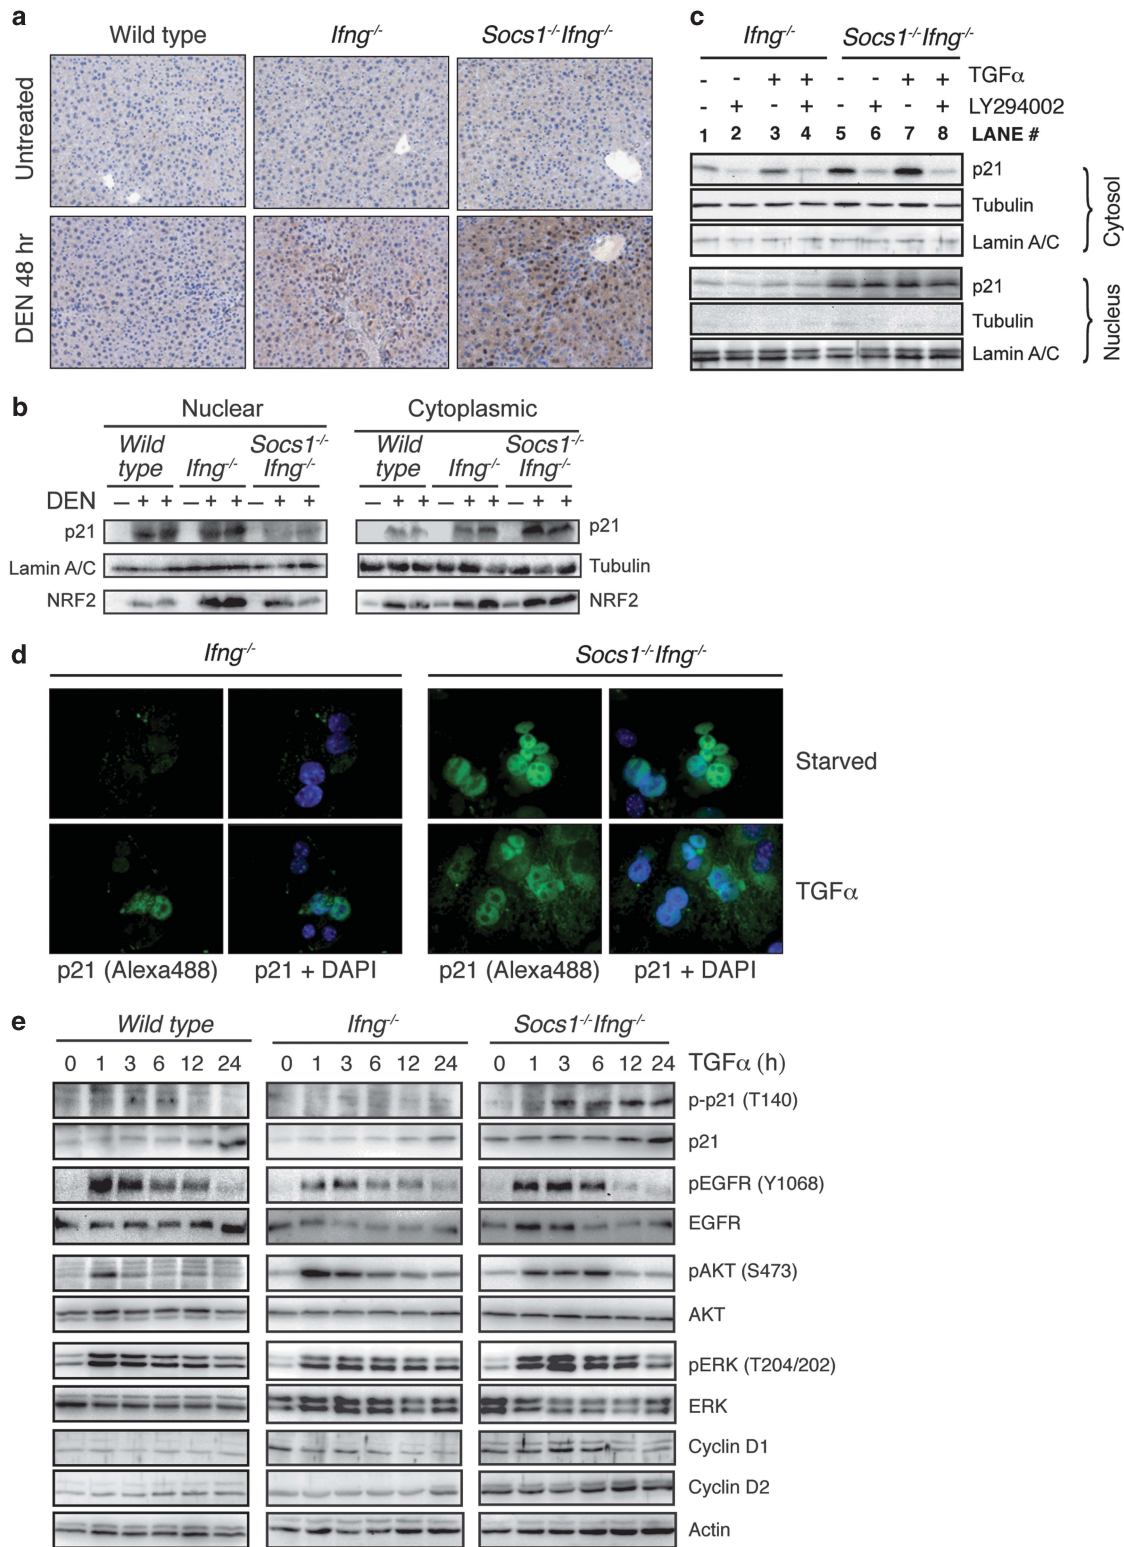 a
Wild type Ifng-/- Socs1-/-Ifng-/-
Untreated
DEN 48 hr
c
Ifng-/- Socs1-/-Ifng-/-
- - + + - - + + TGFα
- + - + - + - + LY294002
1 2 3 4 5 6 7 8 LANE #
p21
Tubulin
Lamin A/C
Cytosol
p21
Tubulin
Lamin A/C
Nucleus
b
Nuclear Cytoplasmic
Wild type Ifng-/- Socs1-/- Ifng-/- Wild type Ifng-/- Socs1-/- Ifng-/-
DEN — + + — + + — + + — + + — + + — + +
p21 p21
Lamin A/C Tubulin
NRF2 NRF2
d
Ifng-/- Socs1-/-Ifng-/-
Starved
TGFα
p21 (Alexa488) p21 + DAPI p21 (Alexa488) p21 + DAPI
e
Wild type Ifng-/- Socs1-/-Ifng-/-
0 1 3 6 12 24 0 1 3 6 12 24 0 1 3 6 12 24 TGFα (h)
p-p21 (T140)
p21
pEGFR (Y1068)
EGFR
pAKT (S473)
AKT
pERK (T204/202)
ERK
Cyclin D1
Cyclin D2
Actin